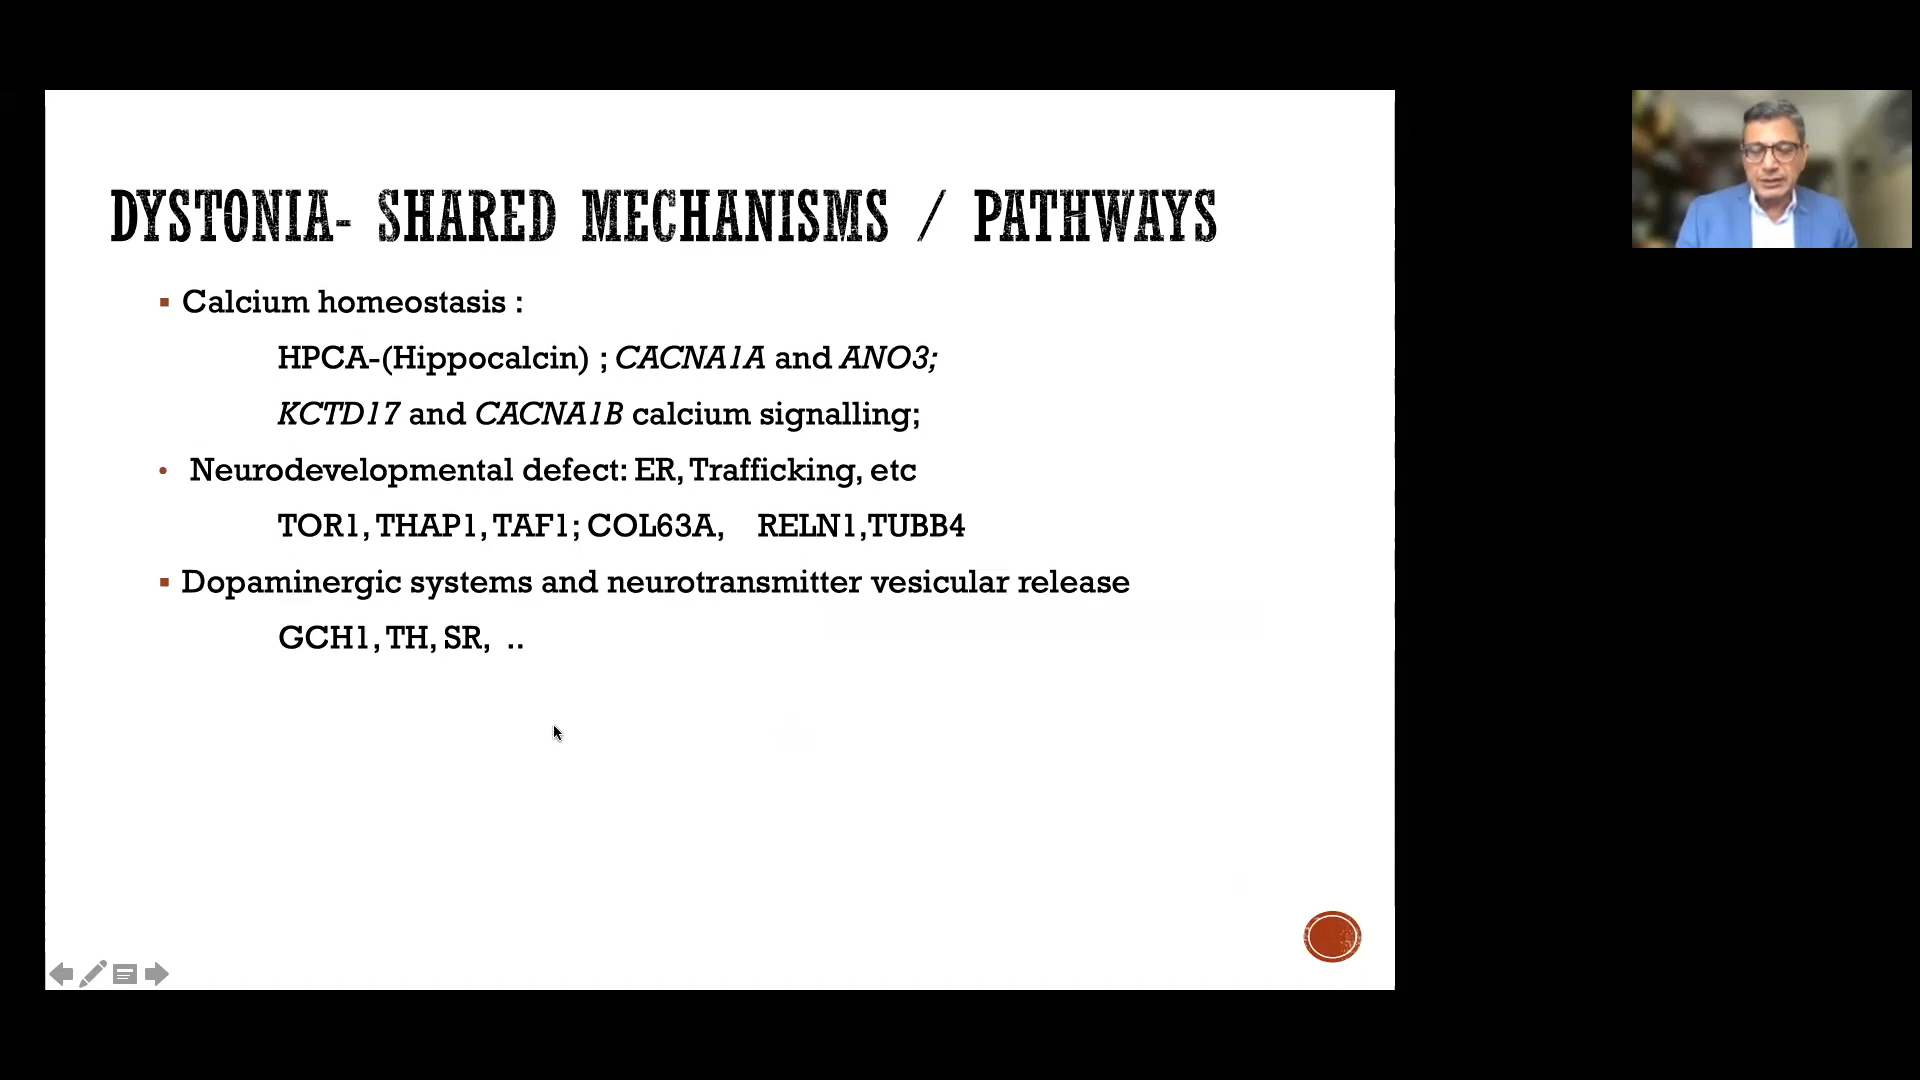 DYSTONIA- SHARED MECHANISMS / PATHWAYS
▪ Calcium homeostasis :
HPCA-(Hippocalcin) ; CACNA1A and ANO3;
KCTD17 and CACNA1B calcium signalling;
• Neurodevelopmental defect: ER, Trafficking, etc
TOR1, THAP1, TAF1; COL63A, RELN1,TUBB4
▪ Dopaminergic systems and neurotransmitter vesicular release
GCH1, TH, SR, ..